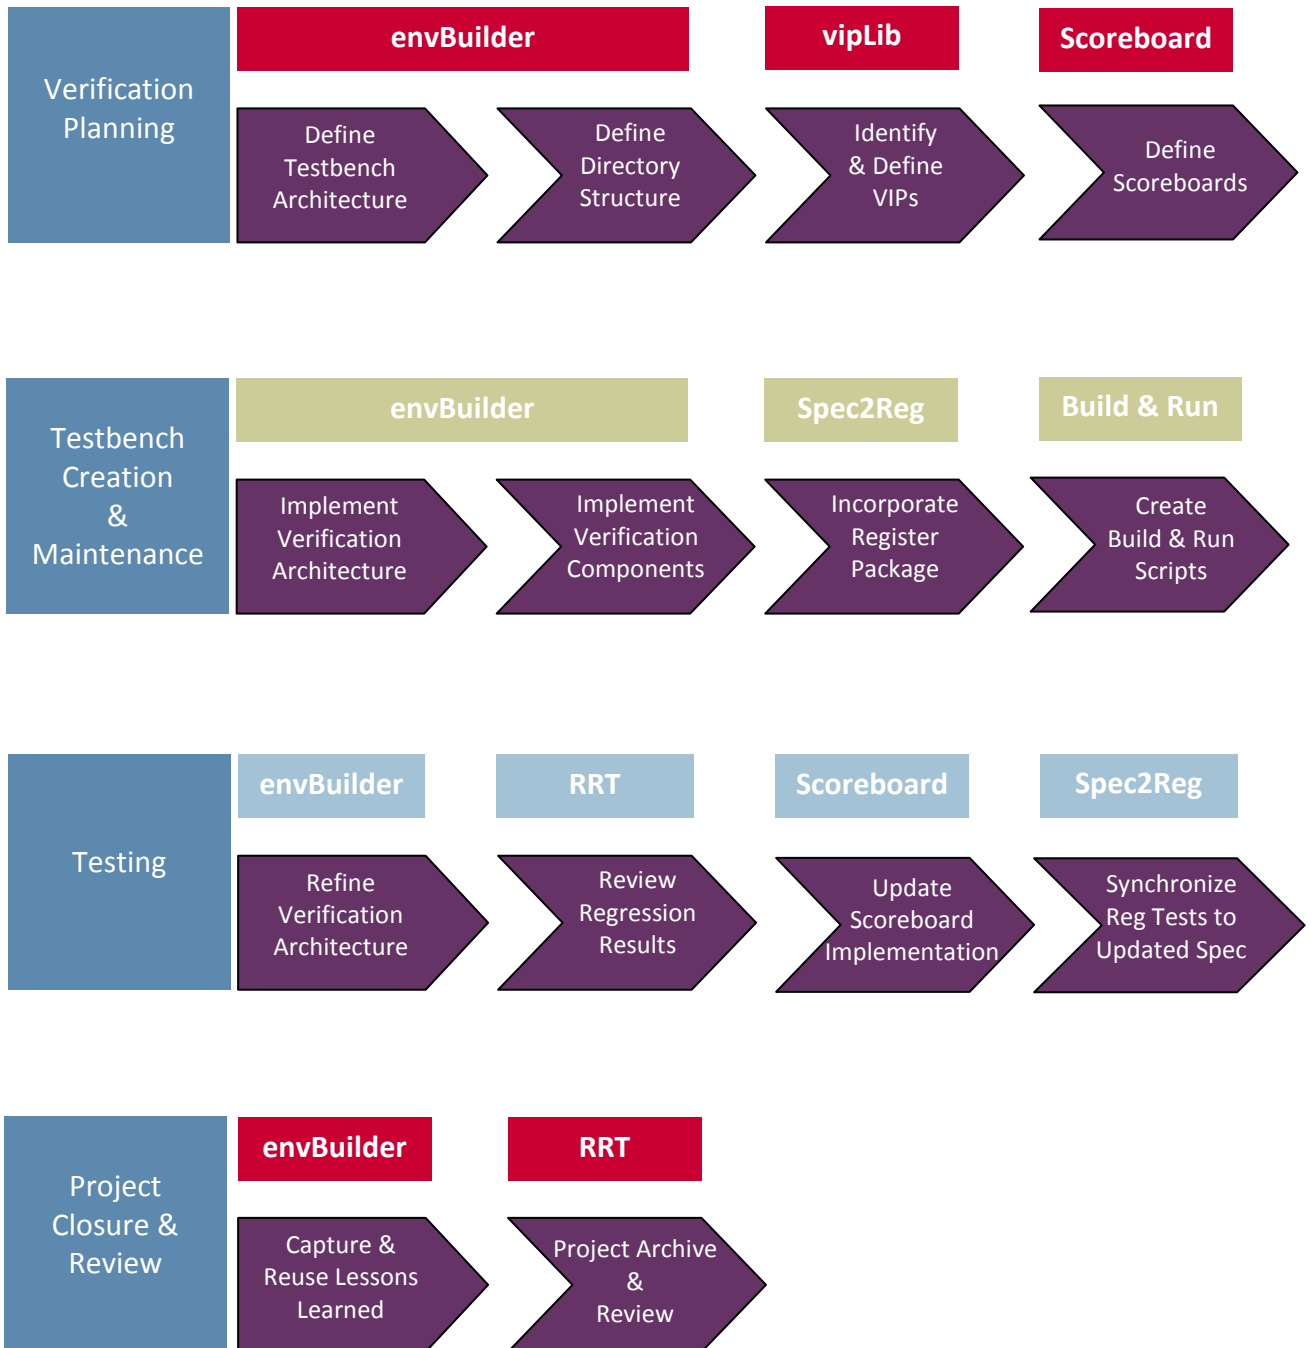 Verification
Planning
envBuilder
vipLib
Scoreboard
Define
Testbench
Architecture
Define
Directory
Structure
Identify
& Define
VIPs
Define
Scoreboards
Testbench
Creation
&
Maintenance
envBuilder
Spec2Reg
Build & Run
Implement
Verification
Architecture
Implement
Verification
Components
Incorporate
Register
Package
Create
Build & Run
Scripts
Testing
envBuilder
RRT
Scoreboard
Spec2Reg
Refine
Verification
Architecture
Review
Regression
Results
Update
Scoreboard
Implementation
Synchronize
Reg Tests to
Updated Spec
Project
Closure &
Review
envBuilder
RRT
Capture &
Reuse Lessons
Learned
Project Archive
&
Review